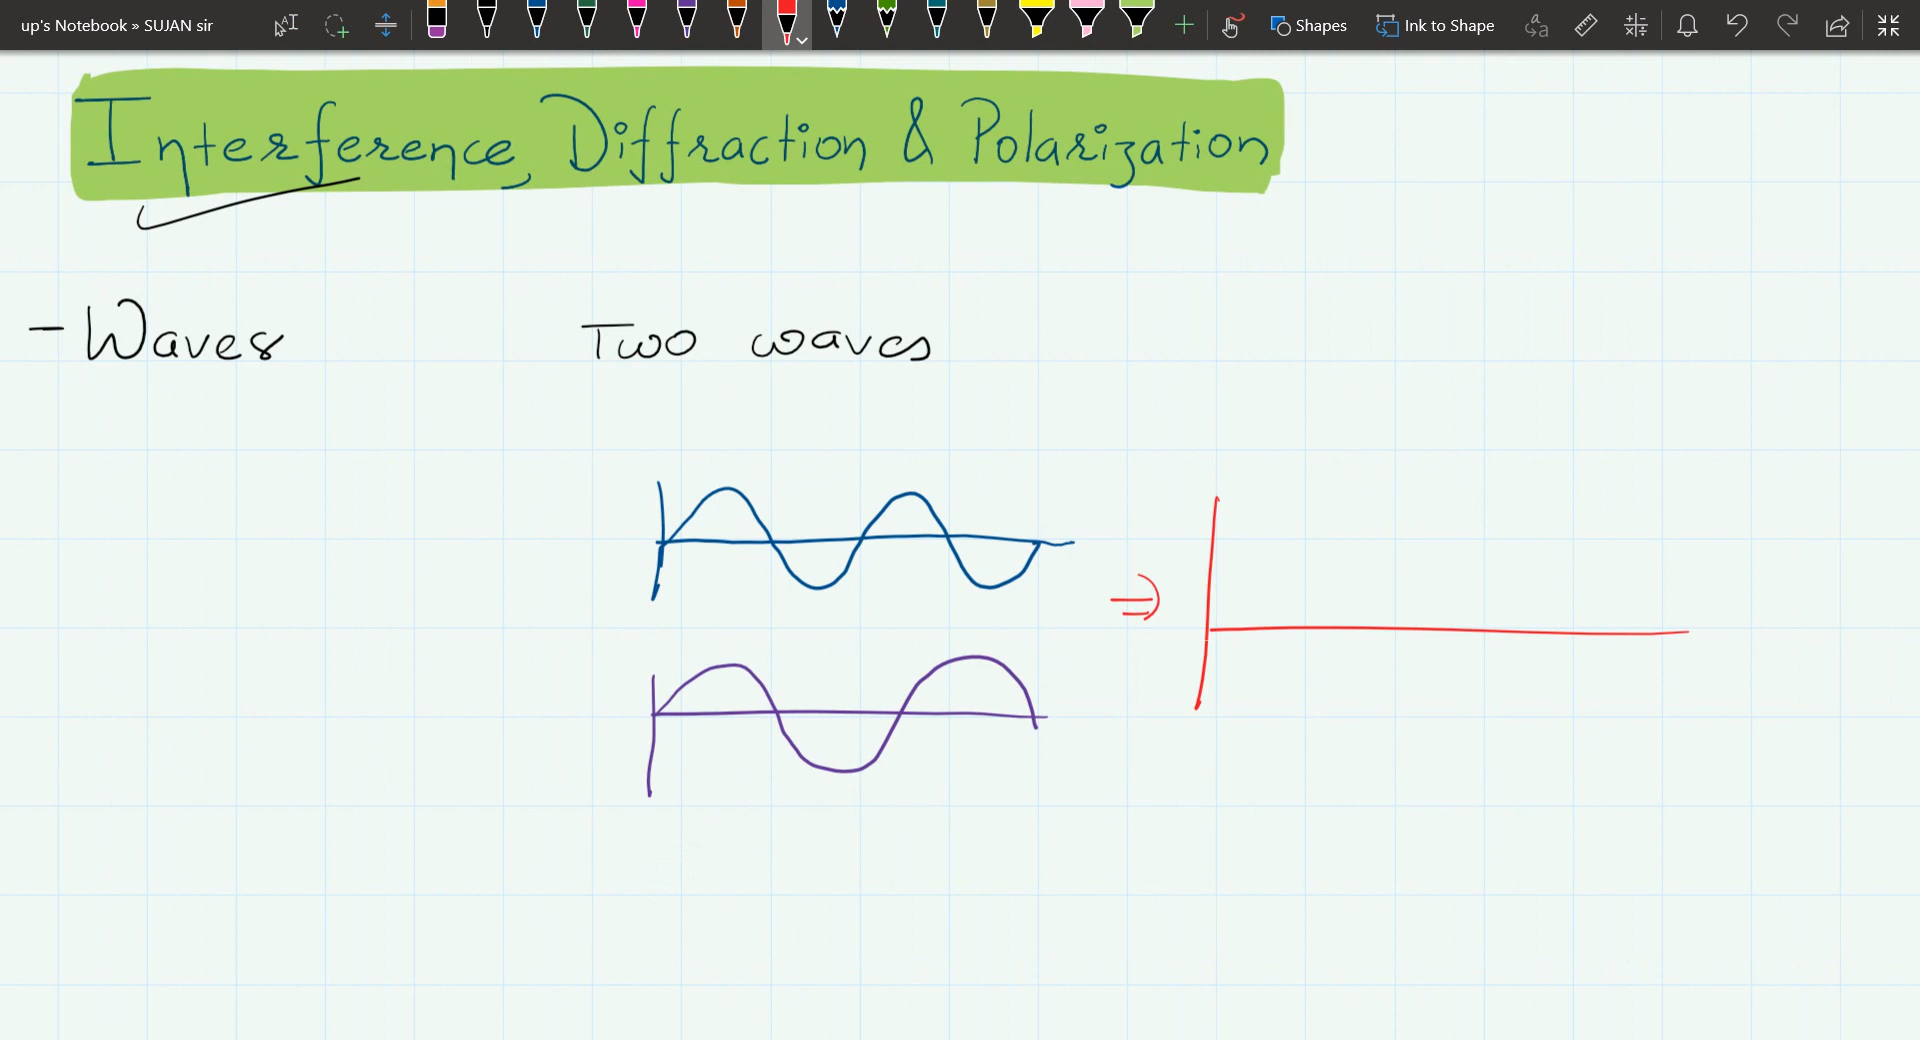 up's Notebook » SUJAN sir Shapes Ink to Shape
Interference, Diffraction & Polarization
- Waves Two waves